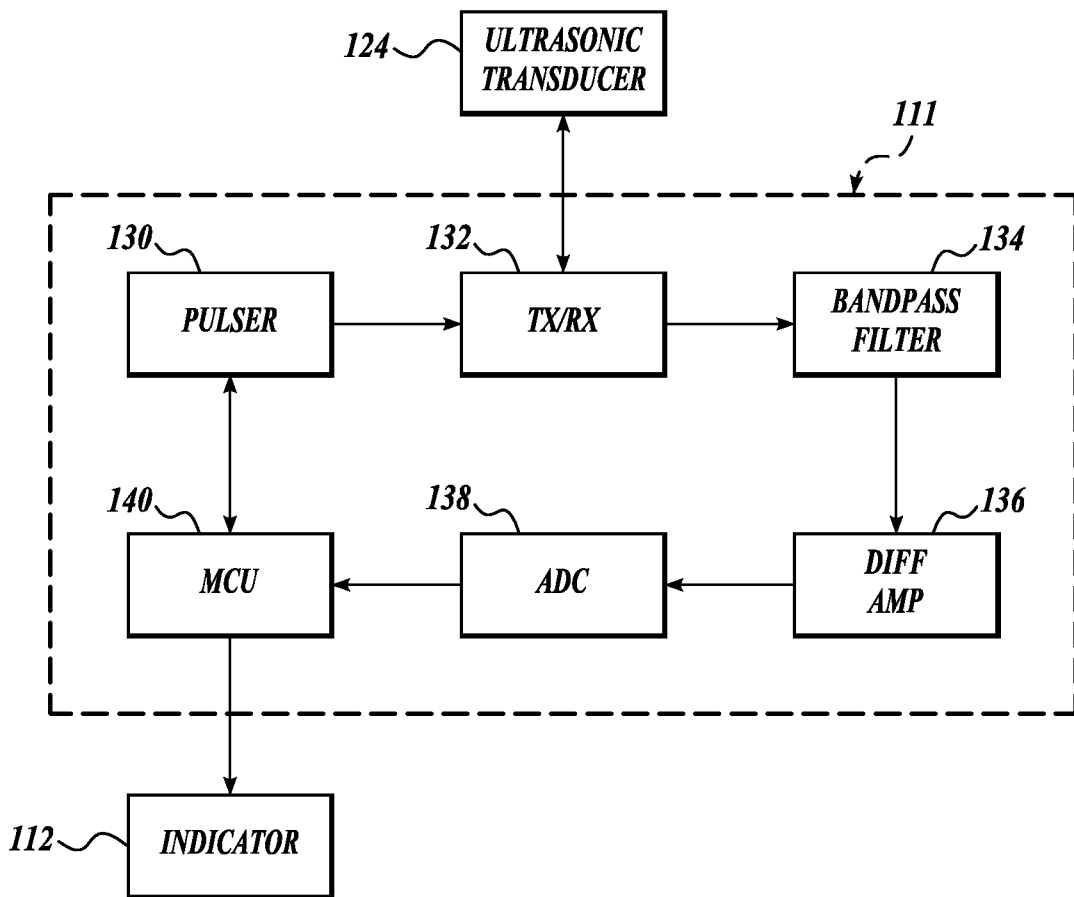 124
ULTRASONIC
TRANSDUCER
111
130
132
134
PULSER
TX/RX
BANDPASS
FILTER
140
138
136
MCU
ADC
DIFF
AMP
112
INDICATOR